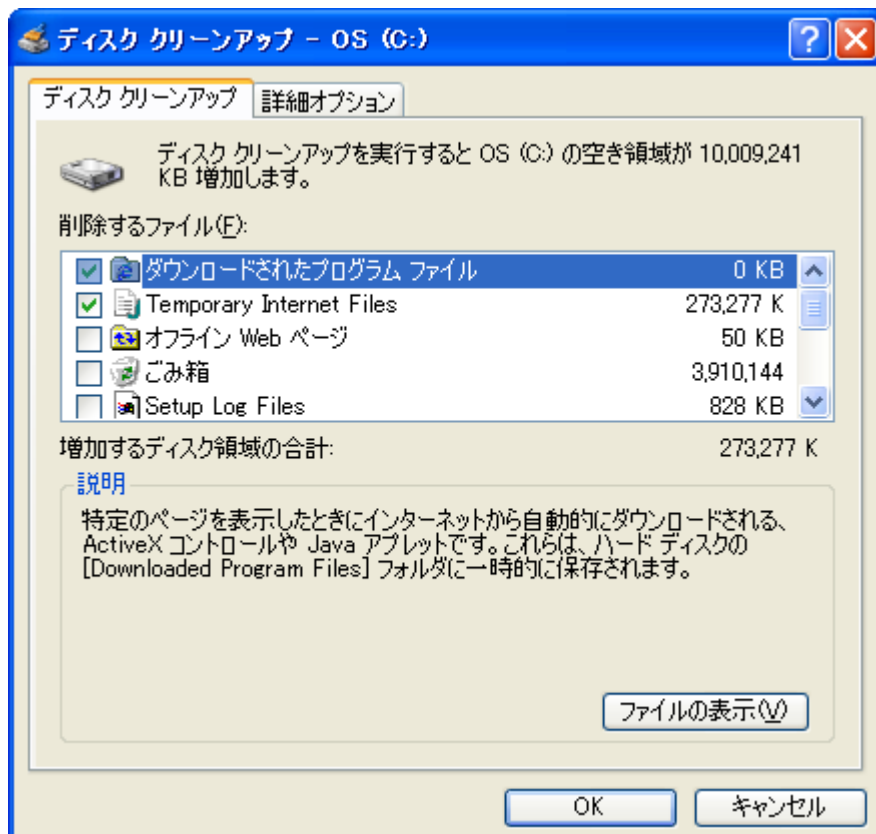 ディスク クリーンアップ - OS (C:)
ディスク クリーンアップ 詳細オプション
ディスク クリーンアップを実行すると OS (C:) の空き領域が 10,009,241
KB 増加します。
削除するファイル(F):
ダウンロードされたプログラム ファイル 0 KB
Temporary Internet Files 273,277 K
オフライン Web ページ 50 KB
ごみ箱 3,910,144
Setup Log Files 828 KB
増加するディスク領域の合計: 273,277 K
説明
特定のページを表示したときにインターネットから自動的にダウンロードされる、
ActiveX コントロールや Java アプレットです。これらは、ハード ディスクの
[Downloaded Program Files] フォルダに一時的に保存されます。
ファイルの表示(V)
OK キャンセル